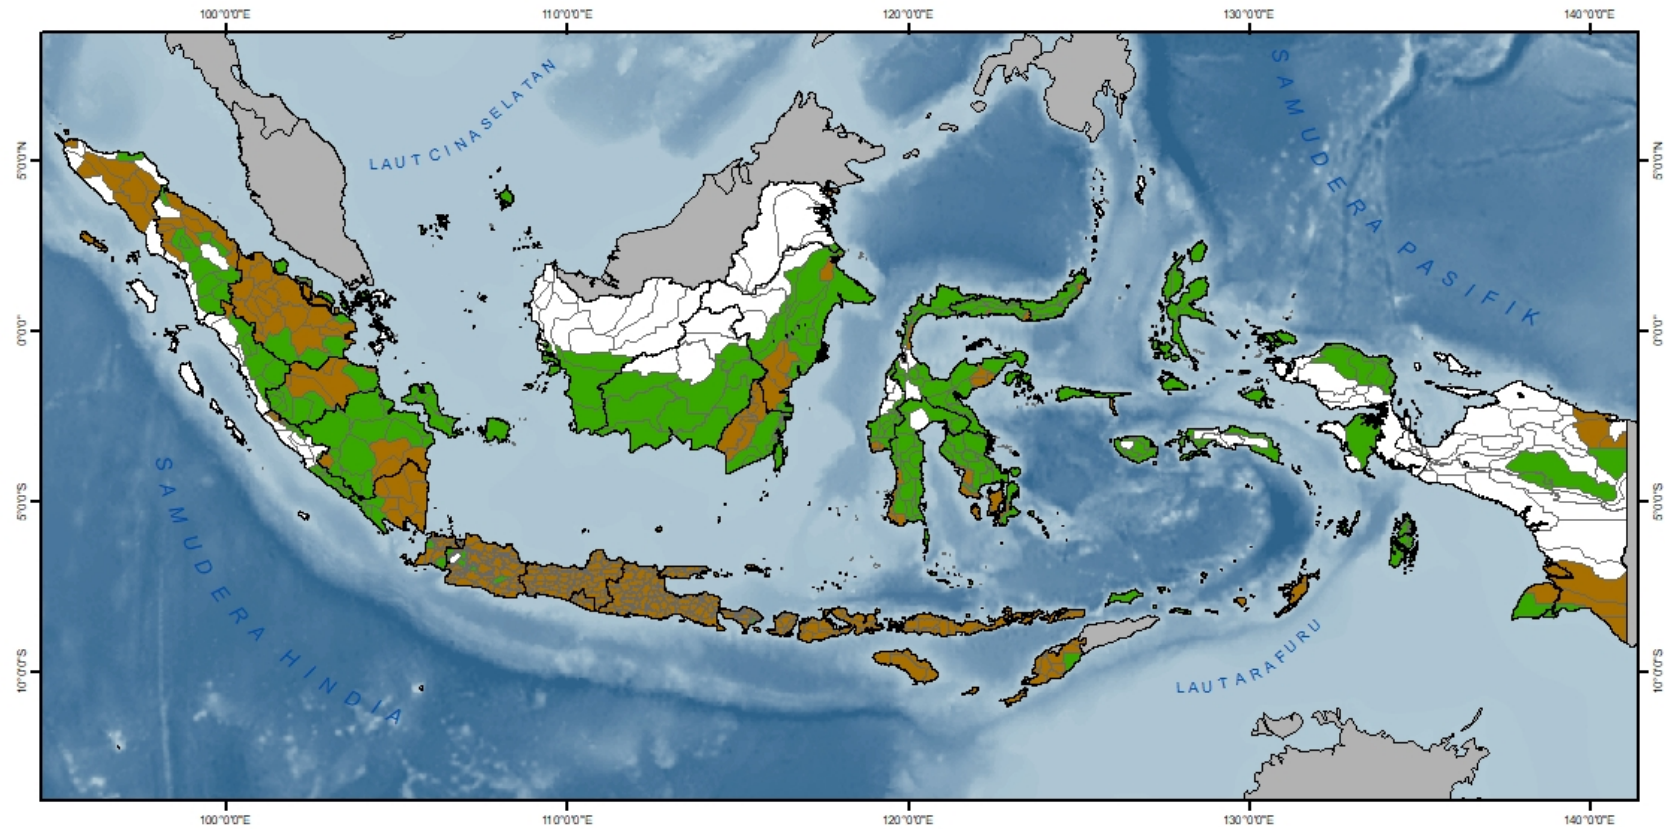 100°0'0"E 110°0'0"E 120°0'0"E 130°0'0"E 140°0'0"E
5°0'0"N
0°0'0"
5°0'0"S
10°0'0"S
LAUT CINA SELATAN
SAMUDERA PASIFIK
SAMUDERA HINDIA
LAUT ARAFURU
5°0'0"N
0°0'0"
5°0'0"S
10°0'0"S
100°0'0"E 110°0'0"E 120°0'0"E 130°0'0"E 140°0'0"E